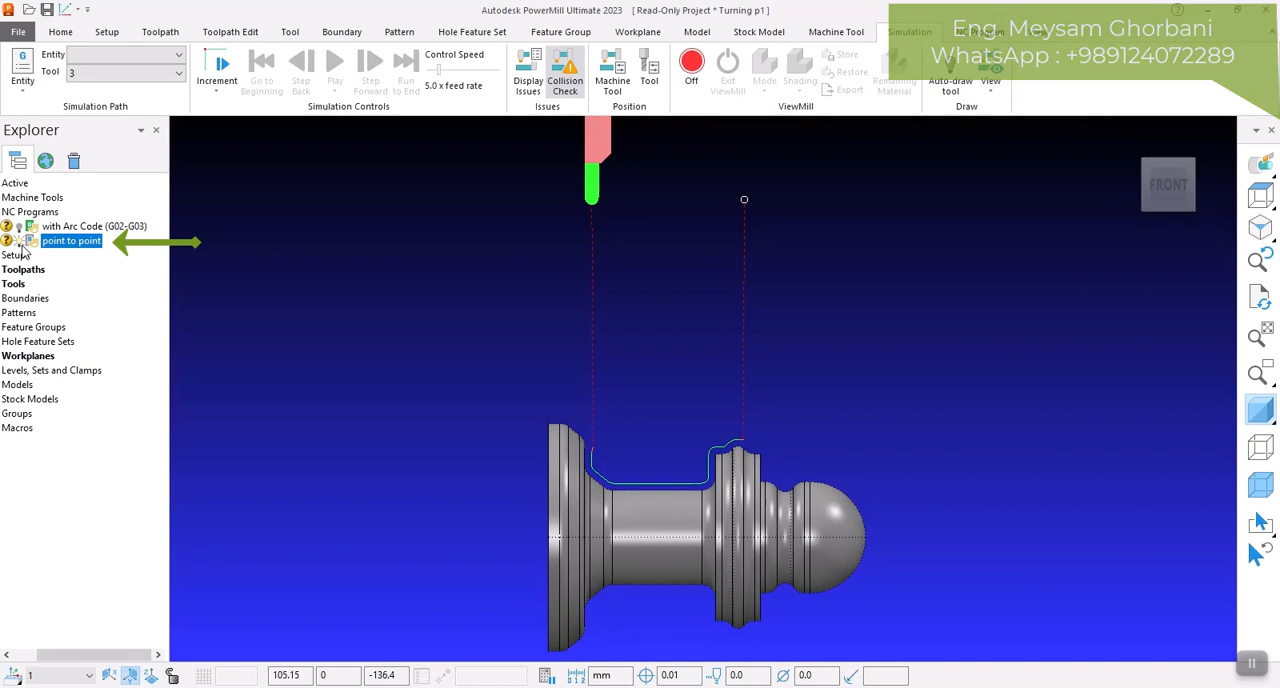 Autodesk PowerMill Ultimate 2023    [ Read-Only Project * Turning p1 ]
File Home Setup Toolpath Toolpath Edit Tool Boundary Pattern Hole Feature Set Feature Group Workplane Model Stock Model Machine Tool Simulation NC Program
Eng. Meysam Ghorbani
WhatsApp : +989124072289
G
Entity
Entity
Tool 3
Simulation Path
Increment
Go to Beginning
Step Back
Play
Step Forward
Run to End
Control Speed
5.0 x feed rate
Simulation Controls
Display Issues
Collision Check
Issues
Machine Tool
Tool
Position
Off
Exit ViewMill
Mode
Shading
Store
Restore
Export
Remaining Material
ViewMill
Auto-draw tool
View
Draw
Explorer
Active
Machine Tools
NC Programs
with Arc Code (G02-G03)
point to point
Setups
Toolpaths
Tools
Boundaries
Patterns
Feature Groups
Hole Feature Sets
Workplanes
Levels, Sets and Clamps
Models
Stock Models
Groups
Macros
FRONT
1 105.15 0 -136.4 mm 0.01 0.0 0.0